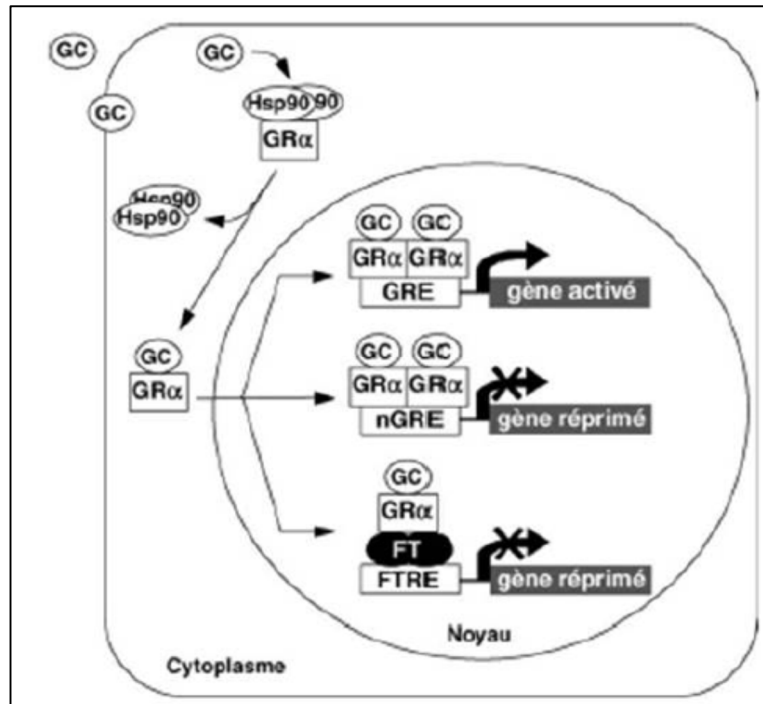 GC
GC
GC
Hsp90 90
GRα
Hsp90
Hsp90
GC GC
GRα GRα
GRE
gène activé
GC
GRα
GC GC
GRα GRα
nGRE
gène réprimé
GC
GRα
FT
FTRE
gène réprimé
Noyau
Cytoplasme